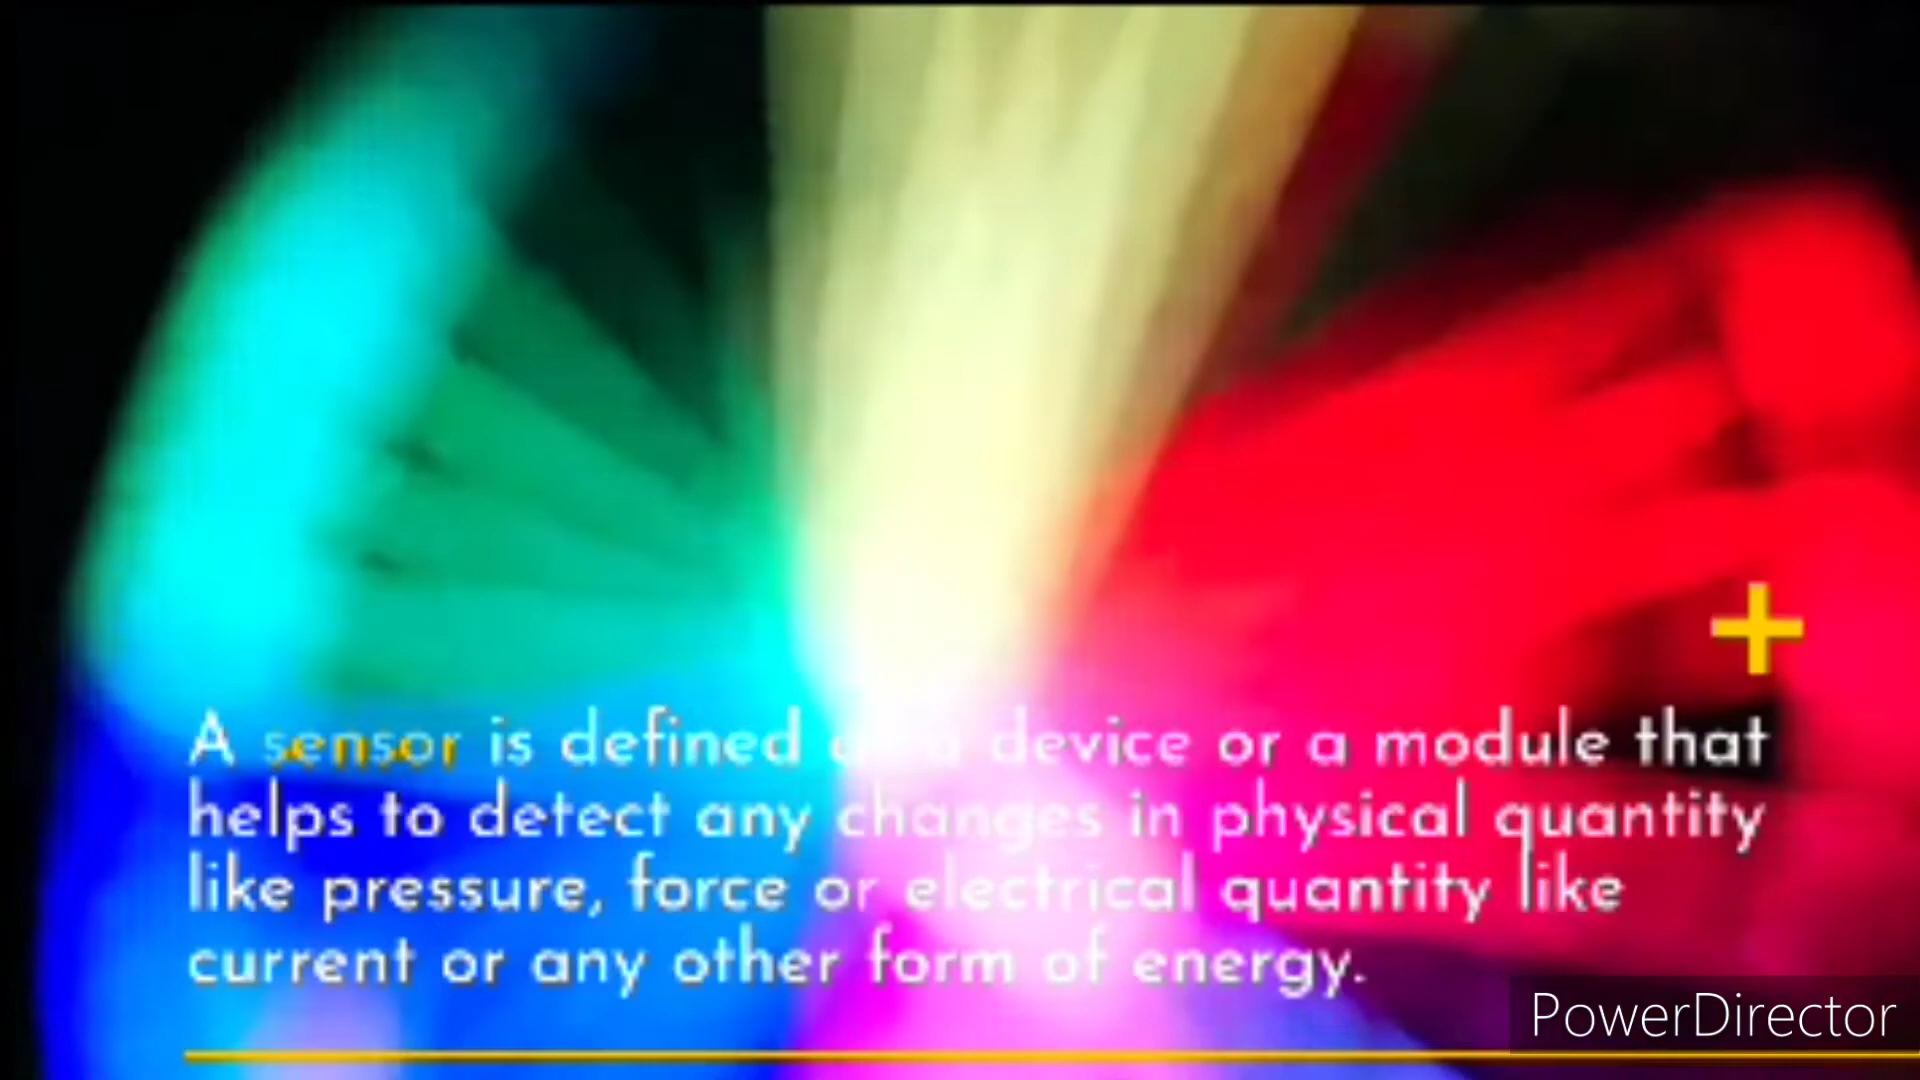 A sensor is defined as a device or a module that
helps to detect any changes in physical quantity
like pressure, force or electrical quantity like
current or any other form of energy.
PowerDirector